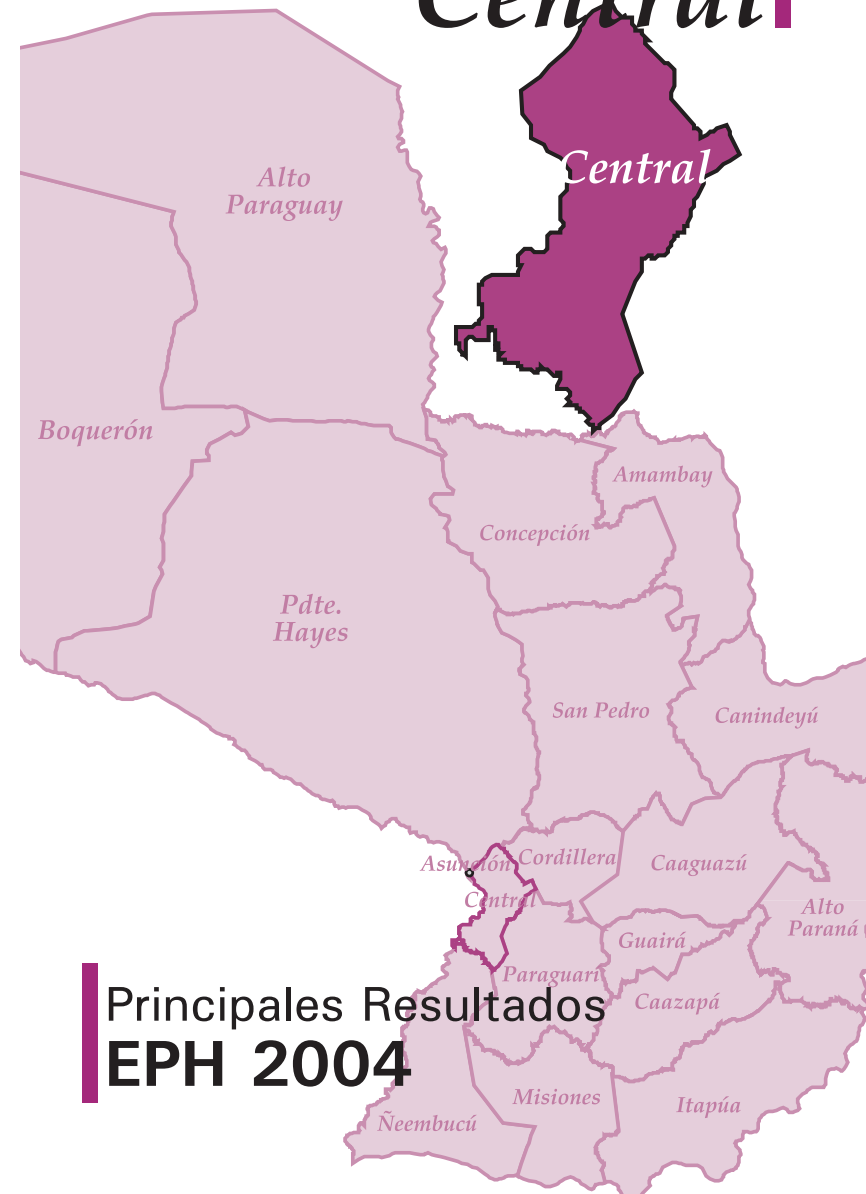 Central
Central
Alto
Paraguay
Boquerón
Amambay
Concepción
Pdte.
Hayes
San Pedro
Canindeyú
Asunción
Cordillera
Caaguazú
Central
Alto
Paraná
Guairá
Paraguarí
Caazapá
Principales Resultados
EPH 2004
Misiones
Itapúa
Ñeembucú